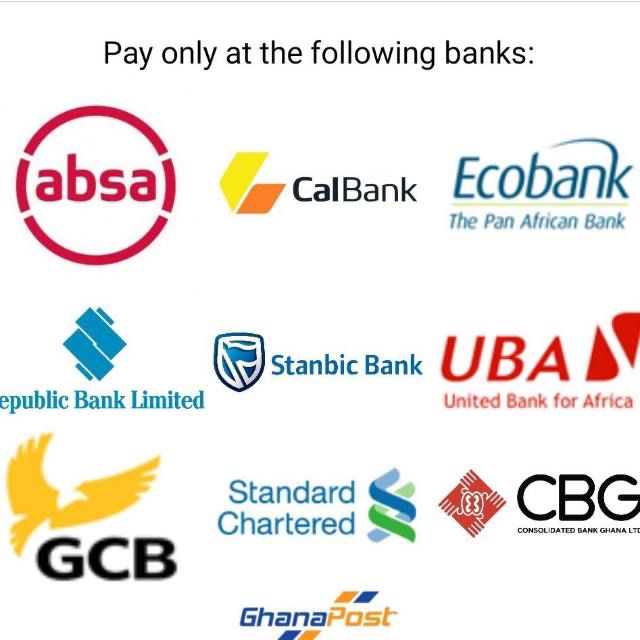 Pay only at the following banks:
absa
CalBank
Ecobank
The Pan African Bank
epublic Bank Limited
Stanbic Bank
UBA
United Bank for Africa
GCB
Standard
Chartered
CBG
CONSOLIDATED BANK GHANA LTD
GhanaPost